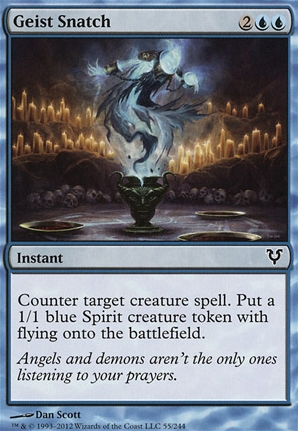 Geist Snatch 2
Instant
Counter target creature spell. Put a
1/1 blue Spirit creature token with
flying onto the battlefield.
Angels and demons aren't the only ones
listening to your prayers.
Dan Scott
™ & © 1993–2012 Wizards of the Coast LLC 55/244